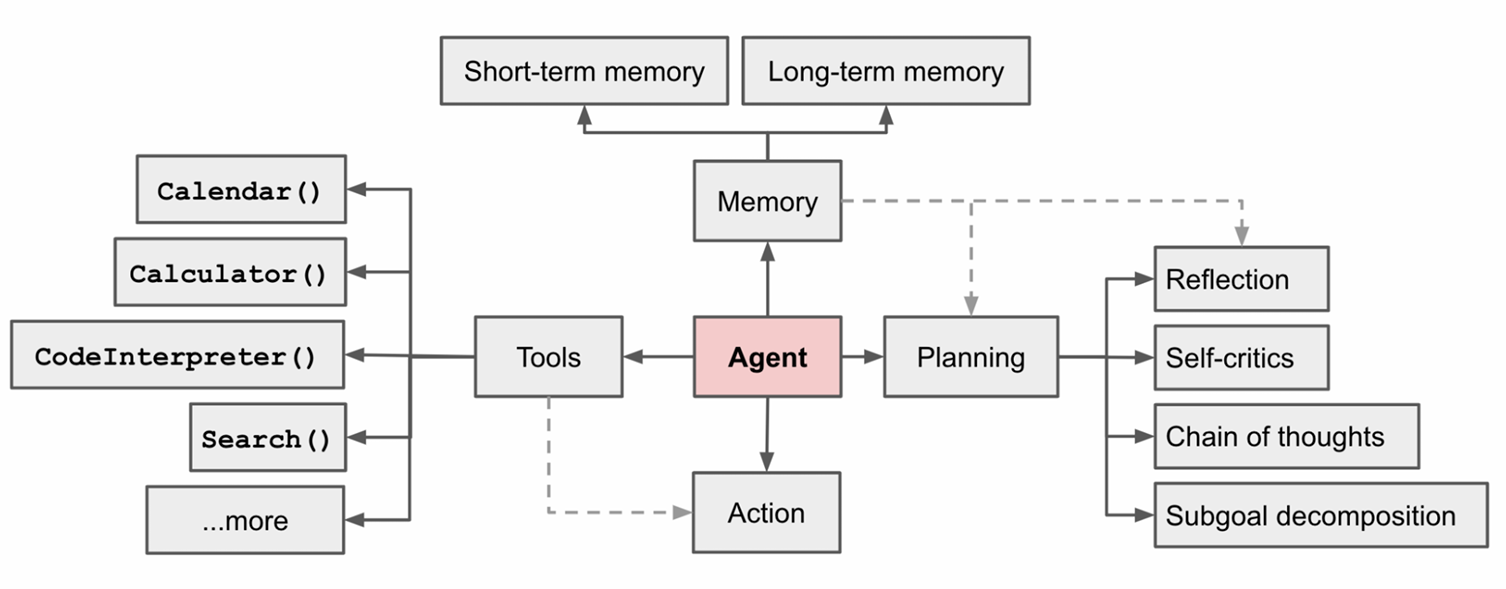 Short-term memory
Long-term memory
Calendar()
Memory
Calculator()
Reflection
CodeInterpreter()
Tools
Agent
Planning
Self-critics
Search()
Chain of thoughts
...more
Action
Subgoal decomposition